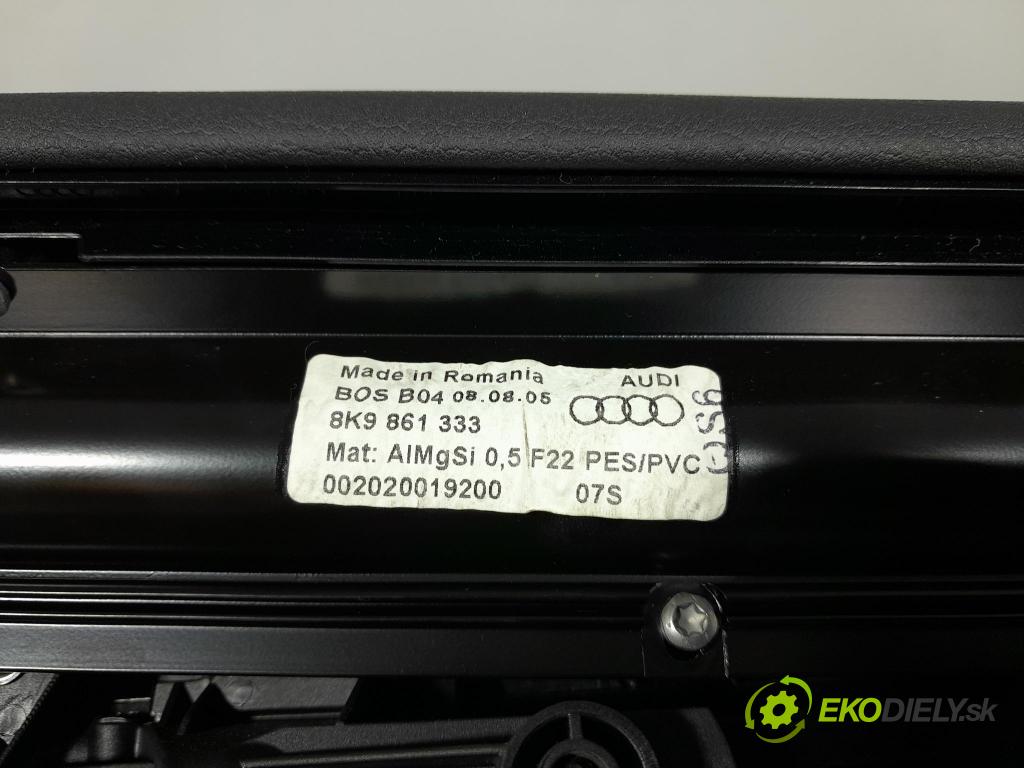 Made in Romania AUDI
BOS B04 08.08.05
8K9 861 333
Mat: AlMgSi 0,5 F22 PES/PVC
002020019200 07S
EKODIELY.sk